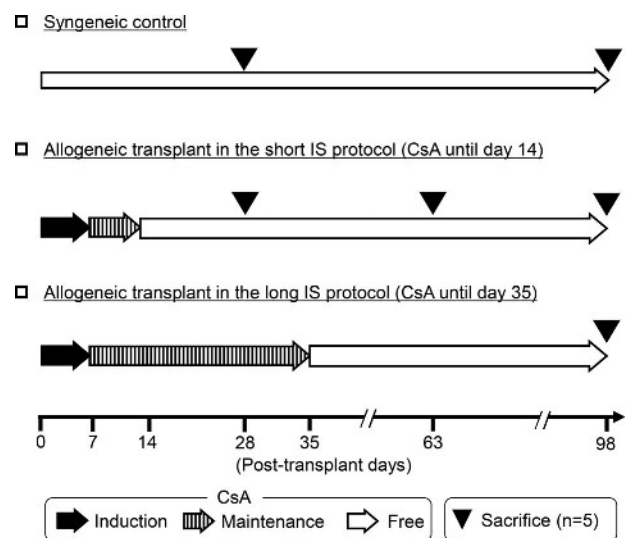 Syngeneic control
Allogeneic transplant in the short IS protocol (CsA until day 14)
Allogeneic transplant in the long IS protocol (CsA until day 35)
0 7 14 28 35 63 98
(Post-transplant days)
CsA
Induction Maintenance Free Sacrifice (n=5)